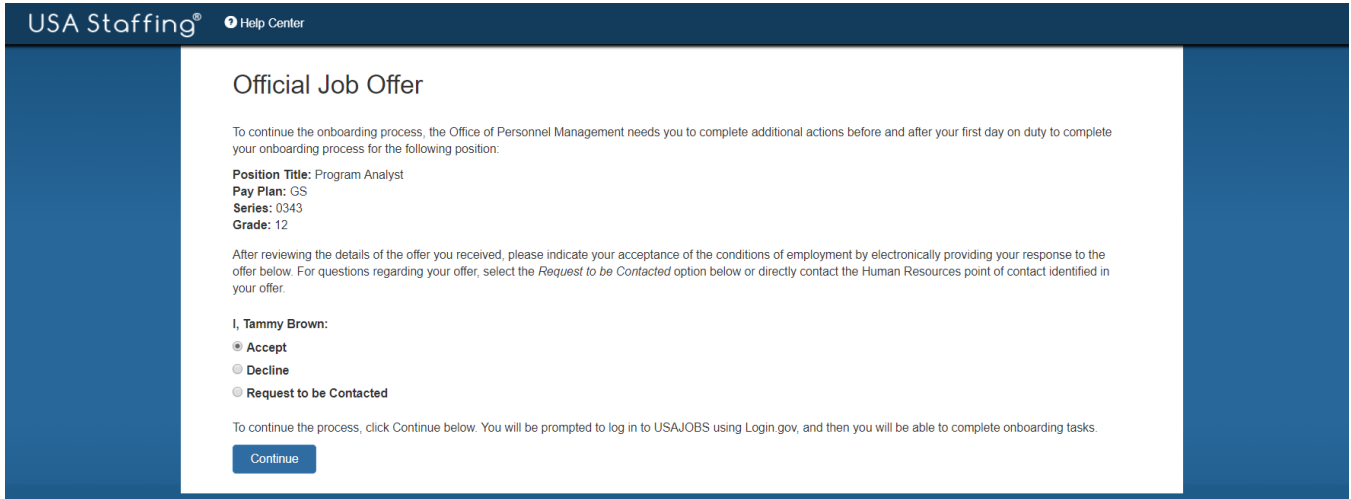 USA Staffing® Help Center
Official Job Offer
To continue the onboarding process, the Office of Personnel Management needs you to complete additional actions before and after your first day on duty to complete
your onboarding process for the following position:
Position Title: Program Analyst
Pay Plan: GS
Series: 0343
Grade: 12
After reviewing the details of the offer you received, please indicate your acceptance of the conditions of employment by electronically providing your response to the
offer below. For questions regarding your offer, select the Request to be Contacted option below or directly contact the Human Resources point of contact identified in
your offer.
I, Tammy Brown:
Accept
Decline
Request to be Contacted
To continue the process, click Continue below. You will be prompted to log in to USAJOBS using Login.gov, and then you will be able to complete onboarding tasks.
Continue